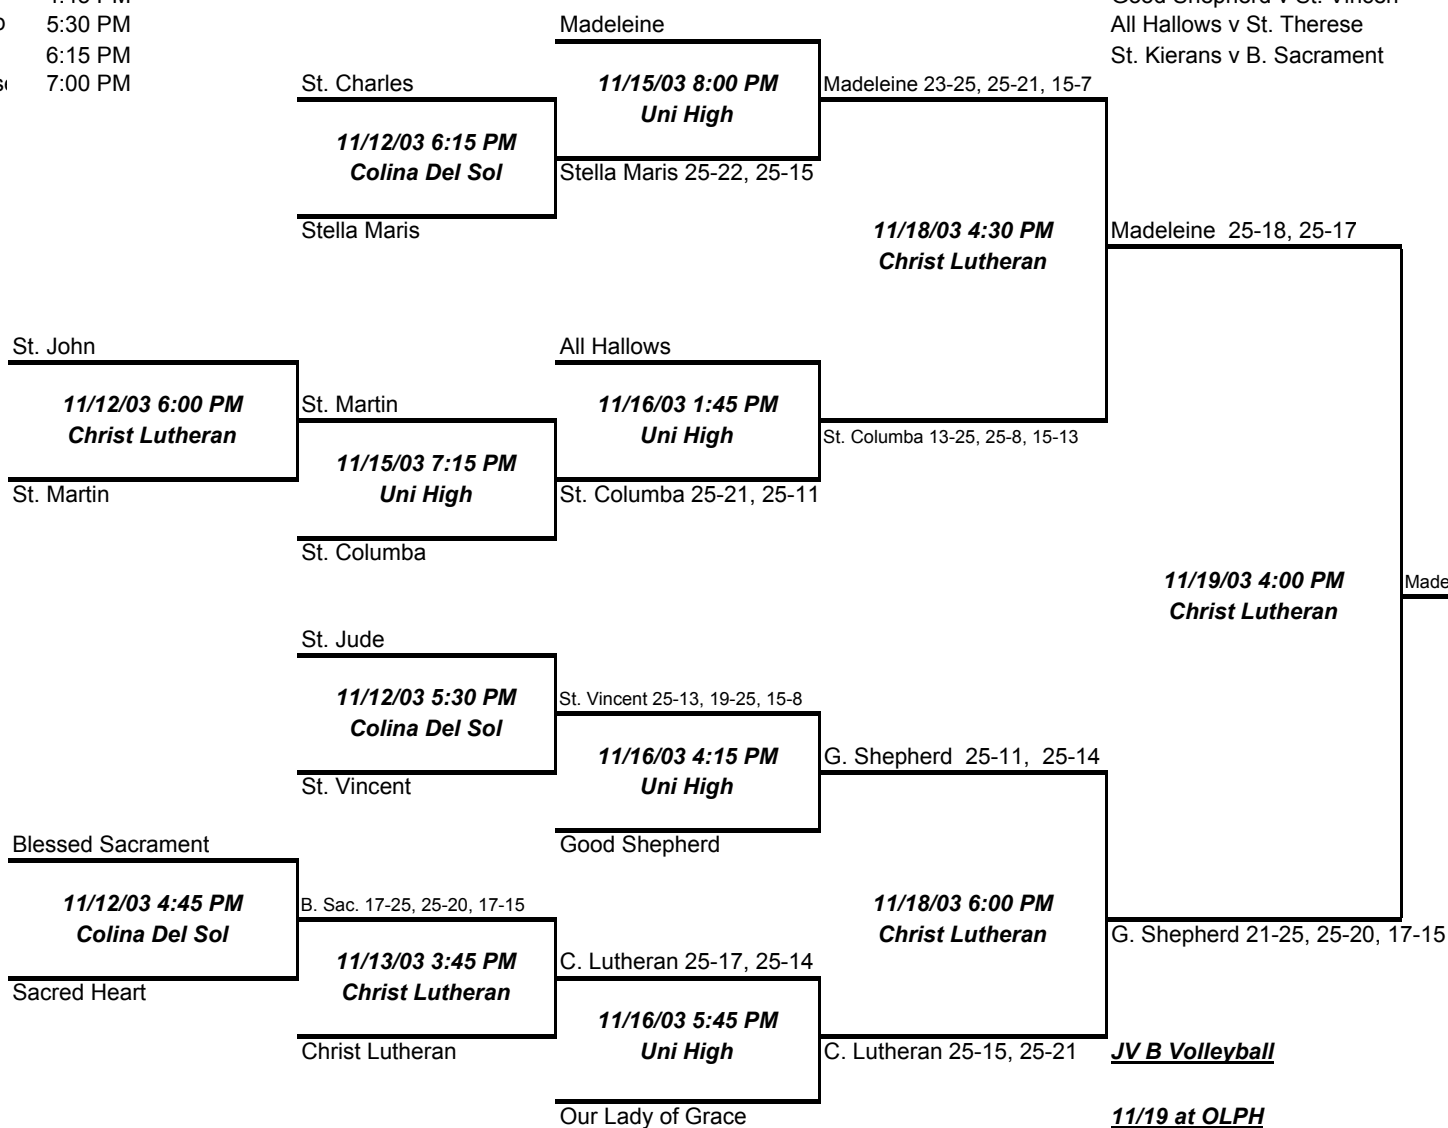 5:30 PM
Madeleine
All Hallows v St. Therese
6:15 PM
St. Kierans v B. Sacrament
7:00 PM
St. Charles
11/15/03 8:00 PM
Uni High
Madeleine 23-25, 25-21, 15-7
11/12/03 6:15 PM
Colina Del Sol
Stella Maris 25-22, 25-15
Stella Maris
11/18/03 4:30 PM
Christ Lutheran
Madeleine 25-18, 25-17
St. John
All Hallows
11/12/03 6:00 PM
Christ Lutheran
St. Martin
11/16/03 1:45 PM
Uni High
St. Columba 13-25, 25-8, 15-13
11/15/03 7:15 PM
Uni High
St. Martin
St. Columba 25-21, 25-11
St. Columba
11/19/03 4:00 PM
Christ Lutheran
Made
St. Jude
11/12/03 5:30 PM
Colina Del Sol
St. Vincent 25-13, 19-25, 15-8
11/16/03 4:15 PM
Uni High
G. Shepherd 25-11, 25-14
St. Vincent
Blessed Sacrament
Good Shepherd
11/12/03 4:45 PM
Colina Del Sol
B. Sac. 17-25, 25-20, 17-15
11/18/03 6:00 PM
Christ Lutheran
G. Shepherd 21-25, 25-20, 17-15
11/13/03 3:45 PM
Christ Lutheran
C. Lutheran 25-17, 25-14
Sacred Heart
11/16/03 5:45 PM
Uni High
Christ Lutheran
C. Lutheran 25-15, 25-21
JV B Volleyball
Our Lady of Grace
11/19 at OLPH